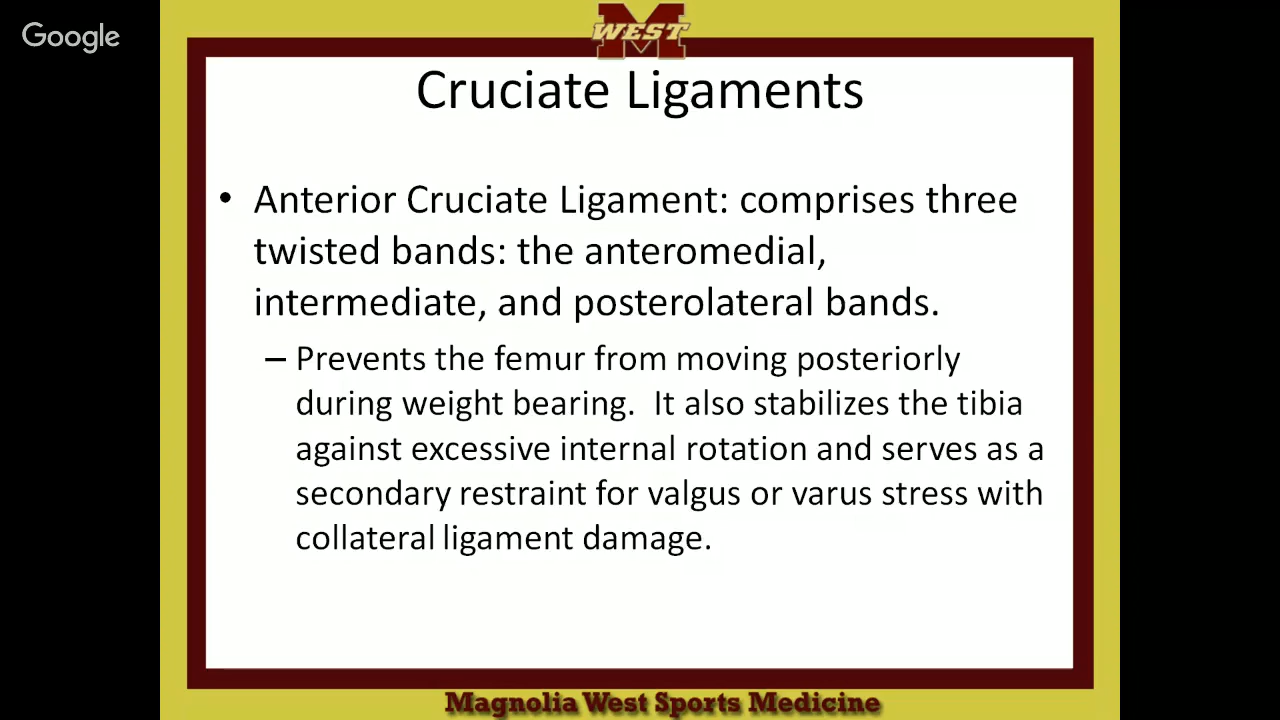 Google
M
WEST
Cruciate Ligaments
• Anterior Cruciate Ligament: comprises three
twisted bands: the anteromedial,
intermediate, and posterolateral bands.
– Prevents the femur from moving posteriorly
during weight bearing.  It also stabilizes the tibia
against excessive internal rotation and serves as a
secondary restraint for valgus or varus stress with
collateral ligament damage.
Magnolia West Sports Medicine